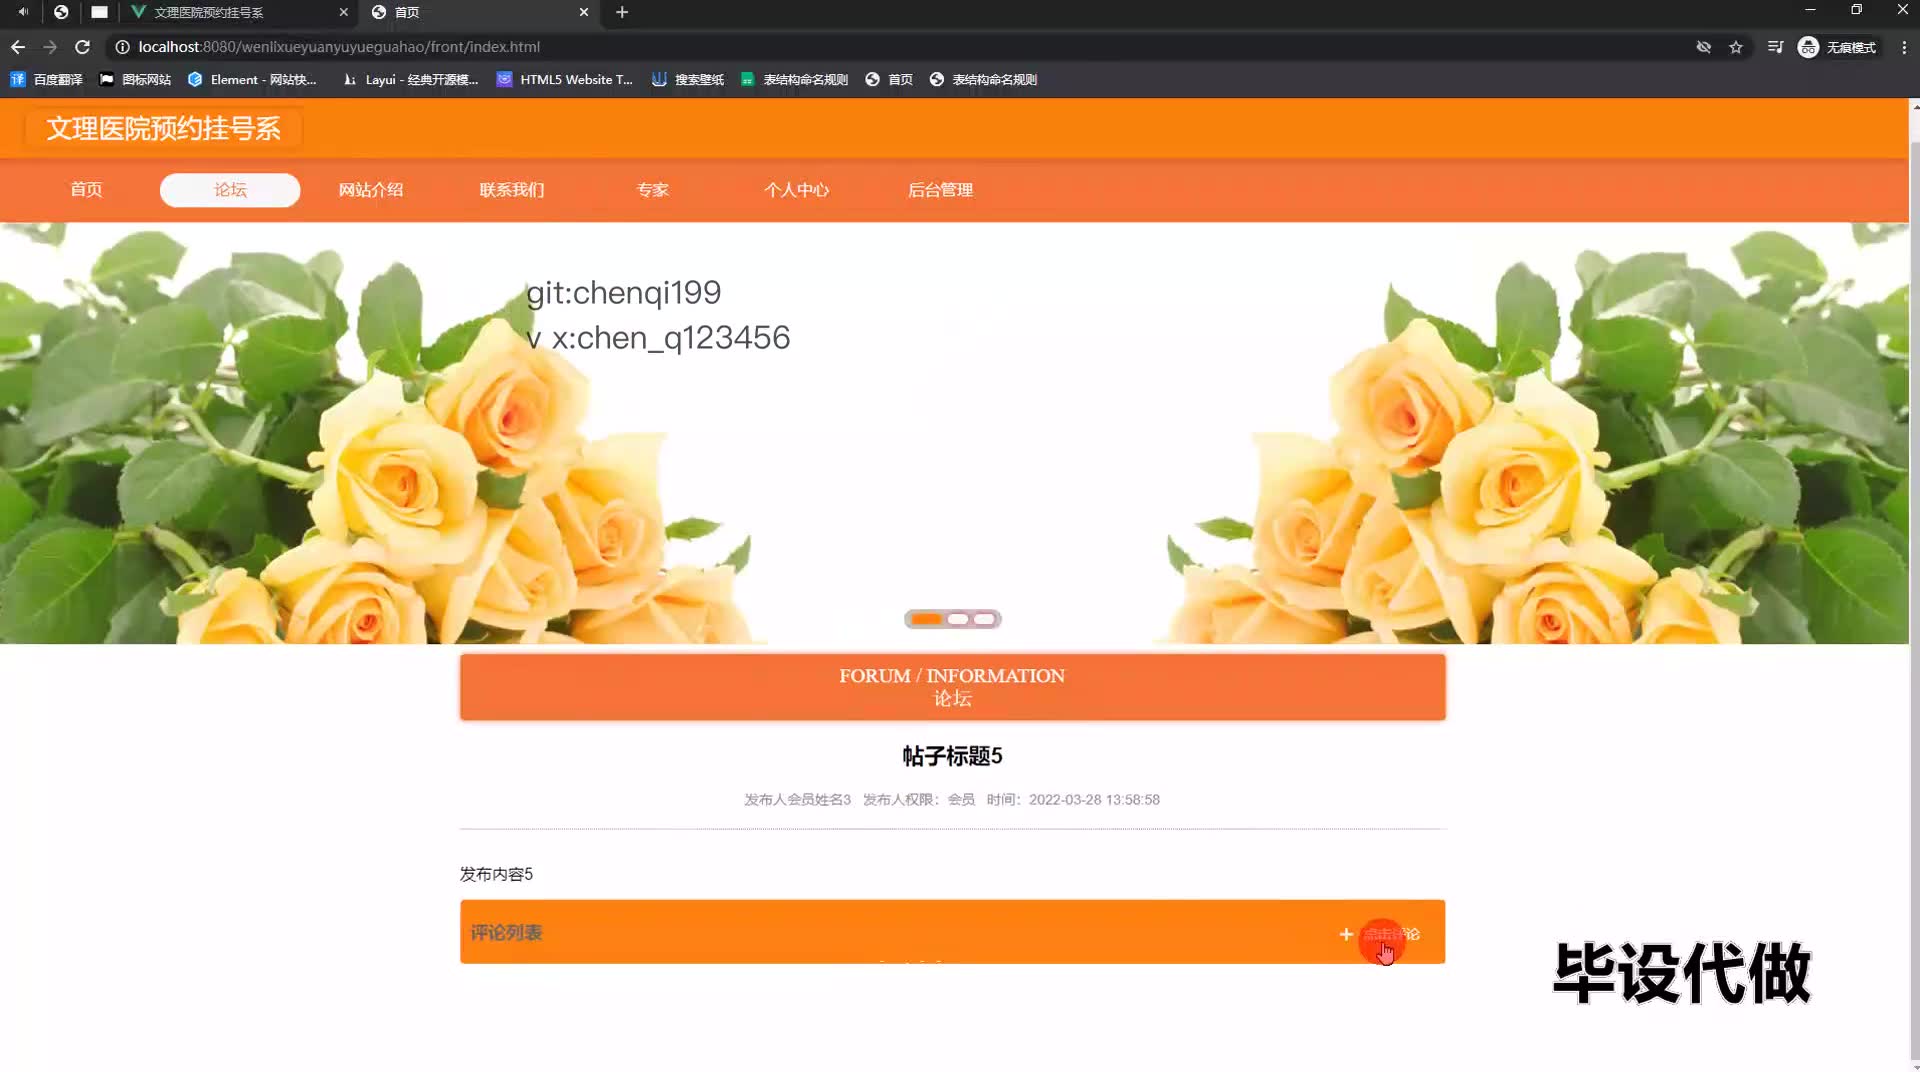 文理医院预约挂号系
首页
localhost:8080/wenlixueyuanyuyueguahao/front/index.html
无痕模式
百度翻译
图标网站
Element - 网站快...
Layui - 经典开源模...
HTML5 Website T...
搜索壁纸
表结构命名规则
首页
表结构命名规则
文理医院预约挂号系
首页
论坛
网站介绍
联系我们
专家
个人中心
后台管理
git:chenqi199
v x:chen_q123456
FORUM / INFORMATION
论坛
帖子标题5
发布人会员姓名3 发布人权限：会员 时间：2022-03-28 13:58:58
发布内容5
评论列表
点击评论
毕设代做